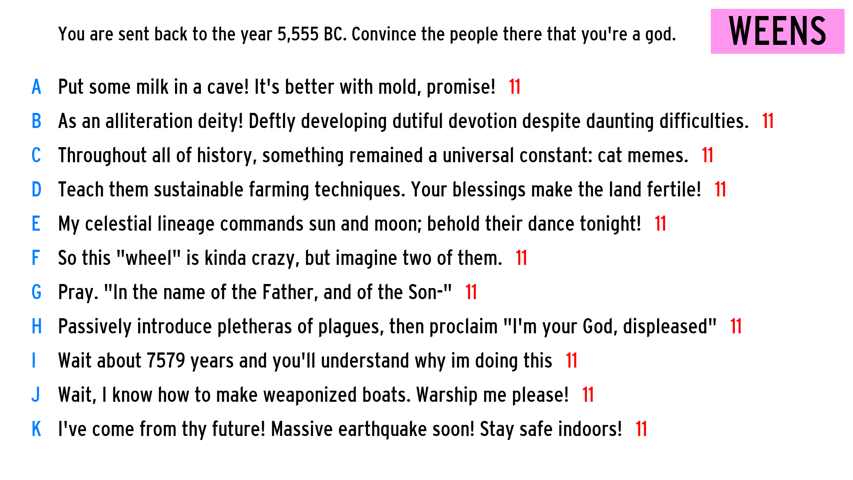 You are sent back to the year 5,555 BC. Convince the people there that you're a god.
WEENS
A Put some milk in a cave! It's better with mold, promise! 11
B As an alliteration deity! Deftly developing dutiful devotion despite daunting difficulties. 11
C Throughout all of history, something remained a universal constant: cat memes. 11
D Teach them sustainable farming techniques. Your blessings make the land fertile! 11
E My celestial lineage commands sun and moon; behold their dance tonight! 11
F So this "wheel" is kinda crazy, but imagine two of them. 11
G Pray. "In the name of the Father, and of the Son-" 11
H Passively introduce pletheras of plagues, then proclaim "I'm your God, displeased" 11
I Wait about 7579 years and you'll understand why im doing this 11
J Wait, I know how to make weaponized boats. Warship me please! 11
K I've come from thy future! Massive earthquake soon! Stay safe indoors! 11